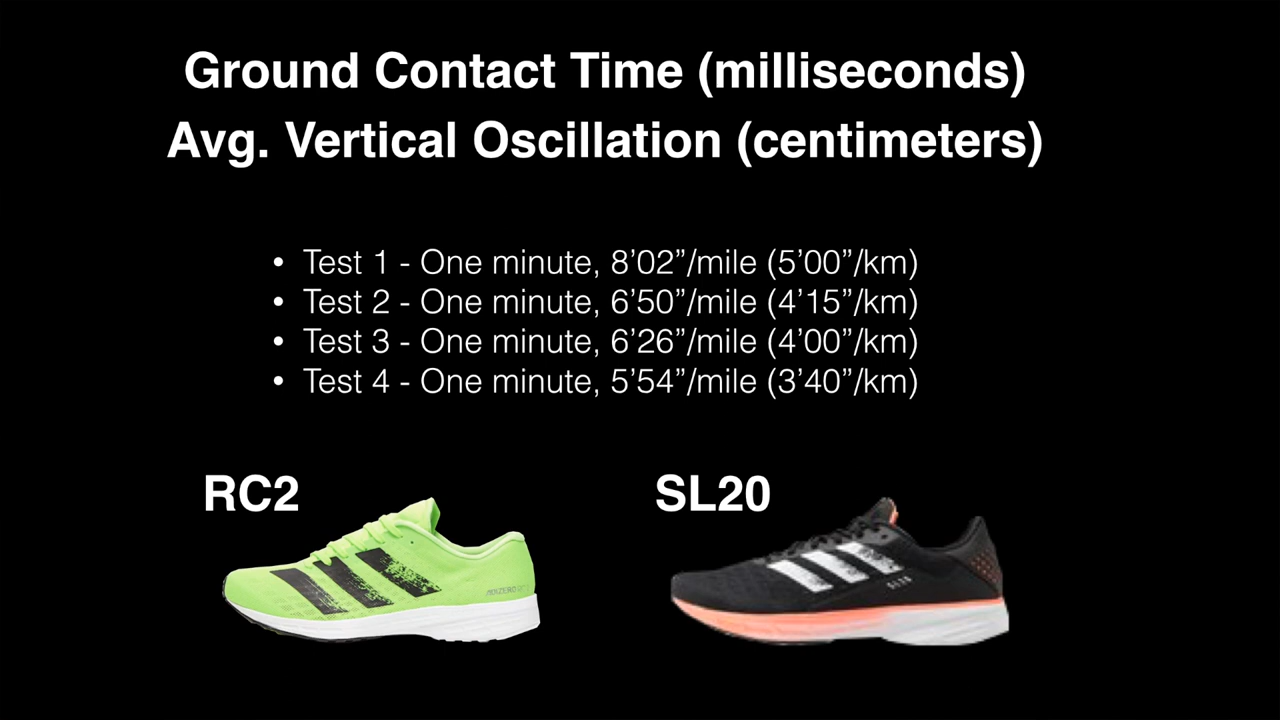 Ground Contact Time (milliseconds)
Avg. Vertical Oscillation (centimeters)
• Test 1 - One minute, 8’02”/mile (5’00”/km)
• Test 2 - One minute, 6’50”/mile (4’15”/km)
• Test 3 - One minute, 6’26”/mile (4’00”/km)
• Test 4 - One minute, 5’54”/mile (3’40”/km)
RC2
SL20
ADIZERO
SL20